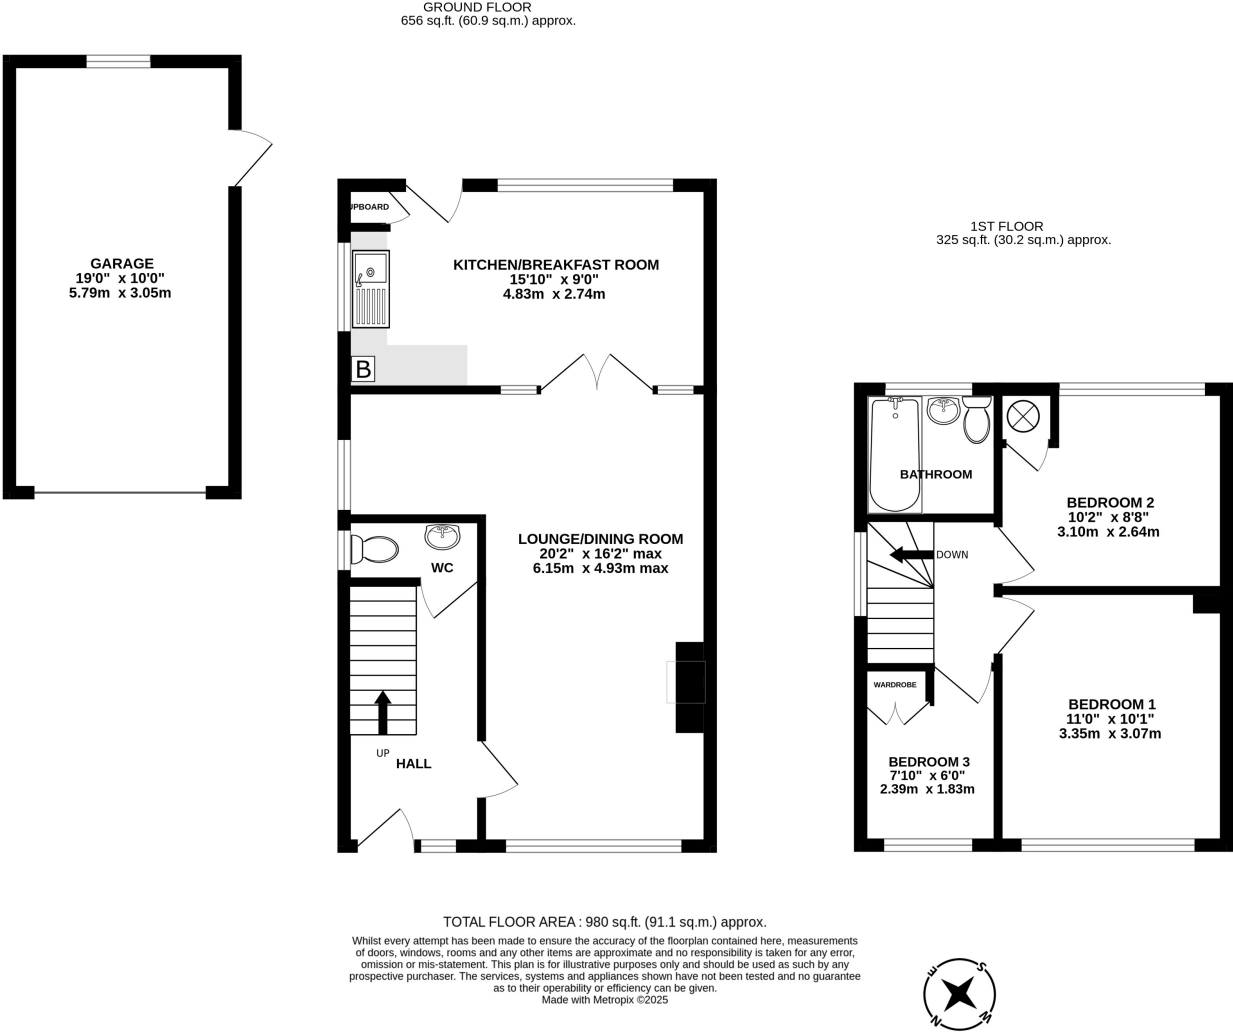 GROUND FLOOR
656 sq.ft. (60.9 sq.m.) approx.
GARAGE
19'0" x 10'0"
5.79m x 3.05m
UPBOARD
KITCHEN/BREAKFAST ROOM
15'10" x 9'0"
4.83m x 2.74m
B
LOUNGE/DINING ROOM
20'2" x 16'2" max
6.15m x 4.93m max
WC
UP
HALL
1ST FLOOR
325 sq.ft. (30.2 sq.m.) approx.
BATHROOM
BEDROOM 2
10'2" x 8'8"
3.10m x 2.64m
DOWN
WARDROBE
BEDROOM 1
11'0" x 10'1"
3.35m x 3.07m
BEDROOM 3
7'10" x 6'0"
2.39m x 1.83m
TOTAL FLOOR AREA : 980 sq.ft. (91.1 sq.m.) approx.
Whilst every attempt has been made to ensure the accuracy of the floorplan contained here, measurements
of doors, windows, rooms and any other items are approximate and no responsibility is taken for any error,
omission or mis-statement. This plan is for illustrative purposes only and should be used as such by any
prospective purchaser. The services, systems and appliances shown have not been tested and no guarantee
as to their operability or efficiency can be given.
Made with Metropix ©2025
E
S
N
W